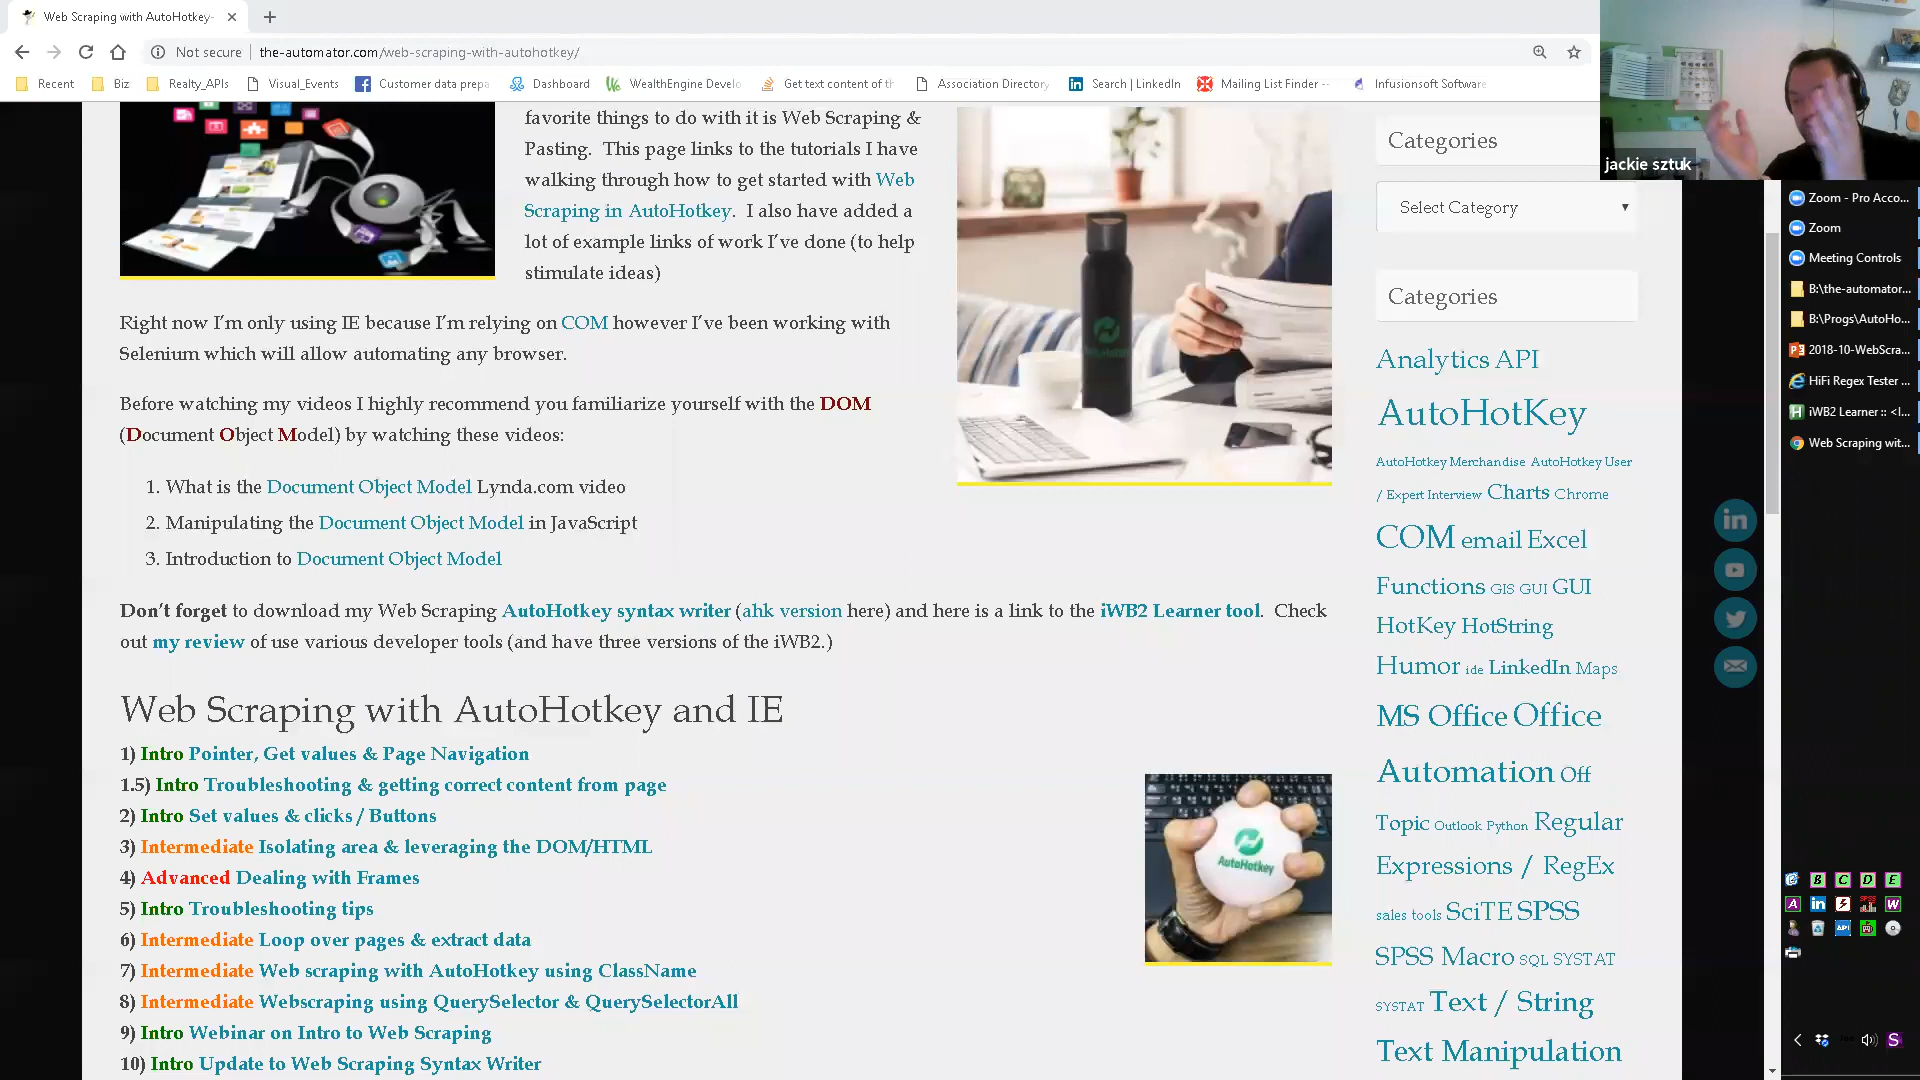 Web Scraping with AutoHotkey-
Not secure
the-automator.com/web-scraping-with-autohotkey/
Recent
Biz
Realty_APIs
Visual_Events
Customer data prepa
Dashboard
WealthEngine Develo
Get text content of th
Association Directory
Search | LinkedIn
Mailing List Finder --
Infusionsoft Software
jackie sztuk
favorite things to do with it is Web Scraping &
Pasting. This page links to the tutorials I have
walking through how to get started with Web
Scraping in AutoHotkey. I also have added a
lot of example links of work I've done (to help
stimulate ideas)
Right now I'm only using IE because I'm relying on COM however I've been working with
Selenium which will allow automating any browser.
Before watching my videos I highly recommend you familiarize yourself with the DOM
(Document Object Model) by watching these videos:
1. What is the Document Object Model Lynda.com video
2. Manipulating the Document Object Model in JavaScript
3. Introduction to Document Object Model
Don't forget to download my Web Scraping AutoHotkey syntax writer (ahk version here) and here is a link to the iWB2 Learner tool. Check
out my review of use various developer tools (and have three versions of the iWB2.)
Web Scraping with AutoHotkey and IE
1) Intro Pointer, Get values & Page Navigation
1.5) Intro Troubleshooting & getting correct content from page
2) Intro Set values & clicks / Buttons
3) Intermediate Isolating area & leveraging the DOM/HTML
4) Advanced Dealing with Frames
5) Intro Troubleshooting tips
6) Intermediate Loop over pages & extract data
7) Intermediate Web scraping with AutoHotkey using ClassName
8) Intermediate Webscraping using QuerySelector & QuerySelectorAll
9) Intro Webinar on Intro to Web Scraping
10) Intro Update to Web Scraping Syntax Writer
AutoHotkey
Categories
Select Category
Categories
Analytics API
AutoHotKey
AutoHotkey Merchandise AutoHotkey User
/ Expert Interview Charts Chrome
COM email Excel
Functions GIS GUI GUI
HotKey HotString
Humor ide LinkedIn Maps
MS Office Office
Automation Off
Topic Outlook Python Regular
Expressions / RegEx
sales tools SciTE SPSS
SPSS Macro SQL SYSTAT
SYSTAT Text / String
Text Manipulation
Zoom - Pro Acco...
Zoom
Meeting Controls
B:\the-automator...
B:\Progs\AutoHo...
2018-10-WebScra...
HiFi Regex Tester ...
iWB2 Learner :: <I...
Web Scraping wit...
B C D E
A in SPSS W
API
S